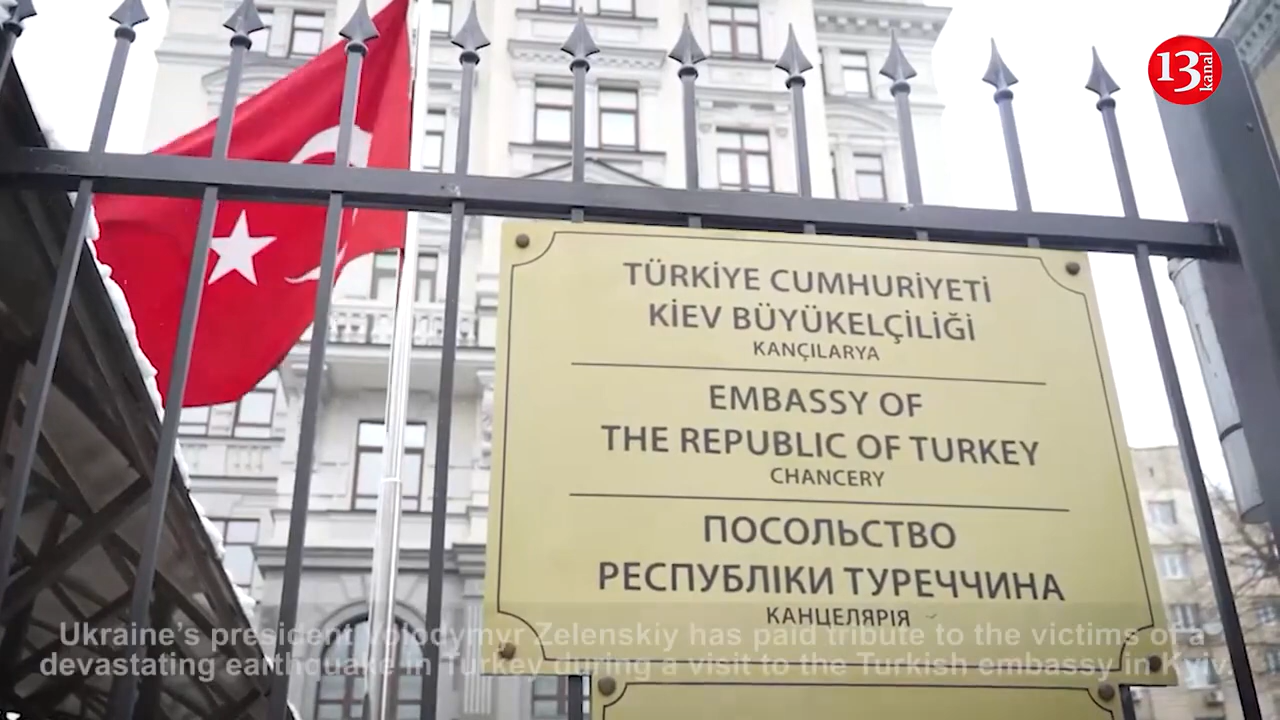 13
kanal
TÜRKİYE CUMHURİYETİ
KİEV BÜYÜKELÇİLİĞİ
KANÇILARYA
EMBASSY OF
THE REPUBLIC OF TURKEY
CHANCERY
ПОСОЛЬСТВО
РЕСПУБЛІКИ ТУРЕЧЧИНА
КАНЦЕЛЯРІЯ
Ukraine's president Volodymyr Zelenskiy has paid tribute to the victims of a
devastating earthquake in Turkey during a visit to the Turkish embassy in Kyiv.